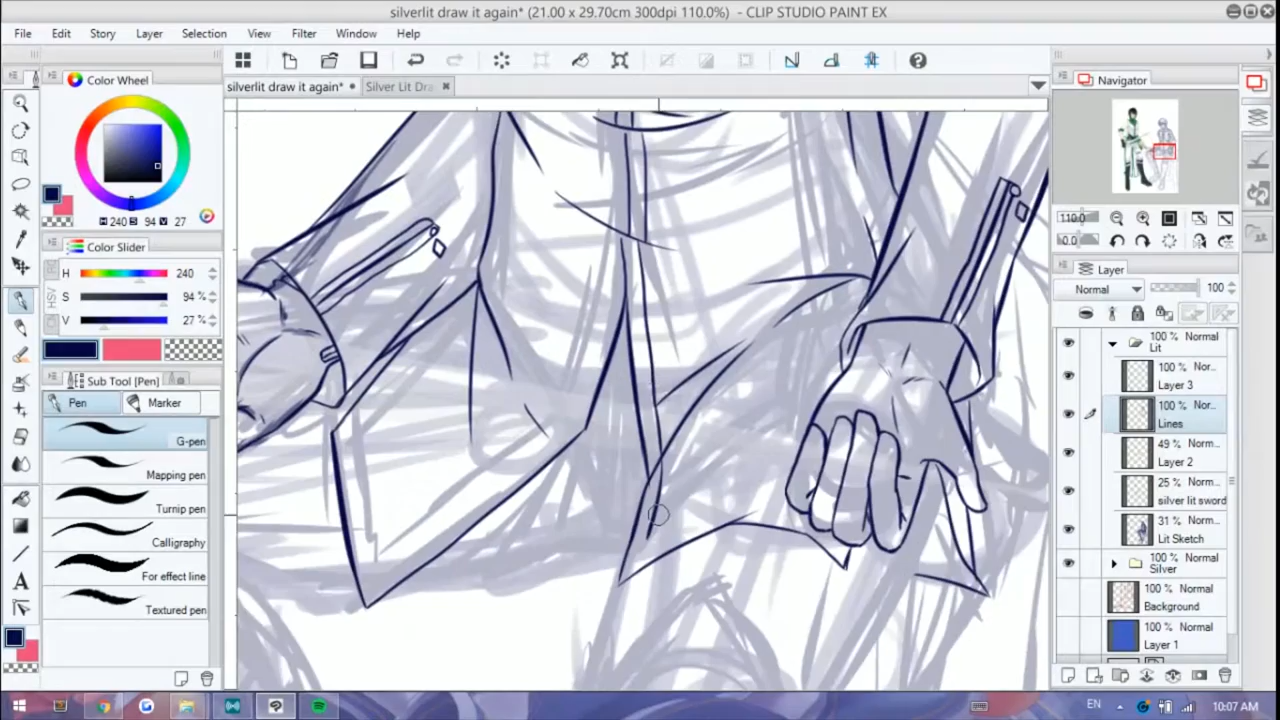 silverlit draw it again* (21.00 x 29.70cm 300dpi 110.0%) - CLIP STUDIO PAINT EX
File Edit Story Layer Selection View Filter Window Help
silverlit draw it again*
Silver Lit Dra
Color Wheel
H 240 S 94 V 27
Color Slider
H 240
S 94 %
V 27 %
Sub Tool [Pen]
Pen
Marker
G-pen
Mapping pen
Turnip pen
Calligraphy
For effect line
Textured pen
Navigator
110.0
0.0
Layer
Normal 100
100 % Normal
Lit
100 % Nor...
Layer 3
100 % Nor...
Lines
49 % Norm...
Layer 2
25 % Norm...
silver lit sword
31 % Norm...
Lit Sketch
100 % Normal
Silver
100 % Normal
Background
100 % Normal
Layer 1
A
EN
10:07 AM